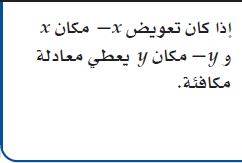 إذا كان تعويض x− مكان x
و y− مكان y يعطي معادلة
مكافئة.